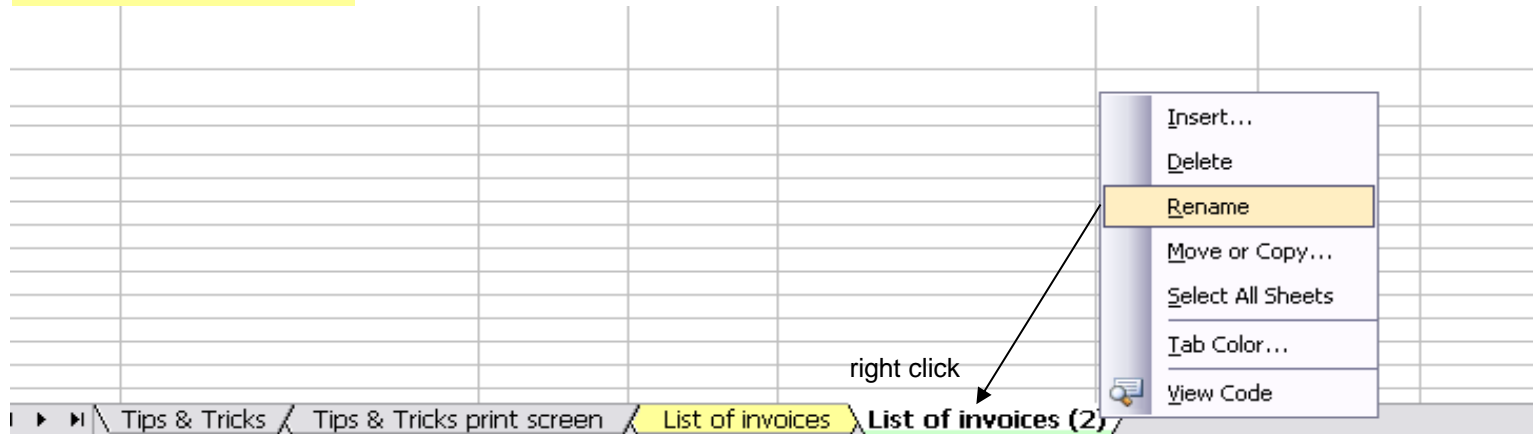 Insert...
Delete
Rename
Move or Copy...
Select All Sheets
Tab Color...
View Code
right click
Tips & Tricks Tips & Tricks print screen List of invoices List of invoices (2)